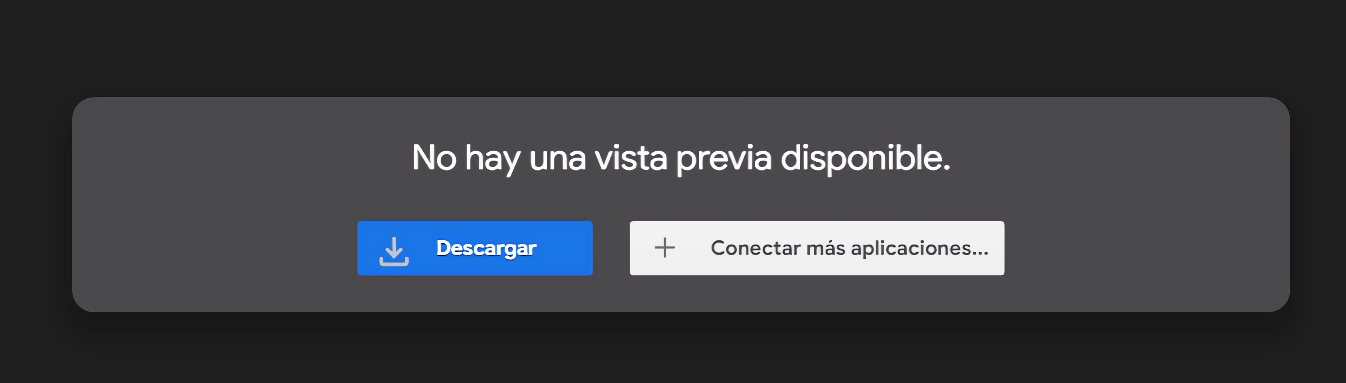 No hay una vista previa disponible.
Descargar
Conectar más aplicaciones...